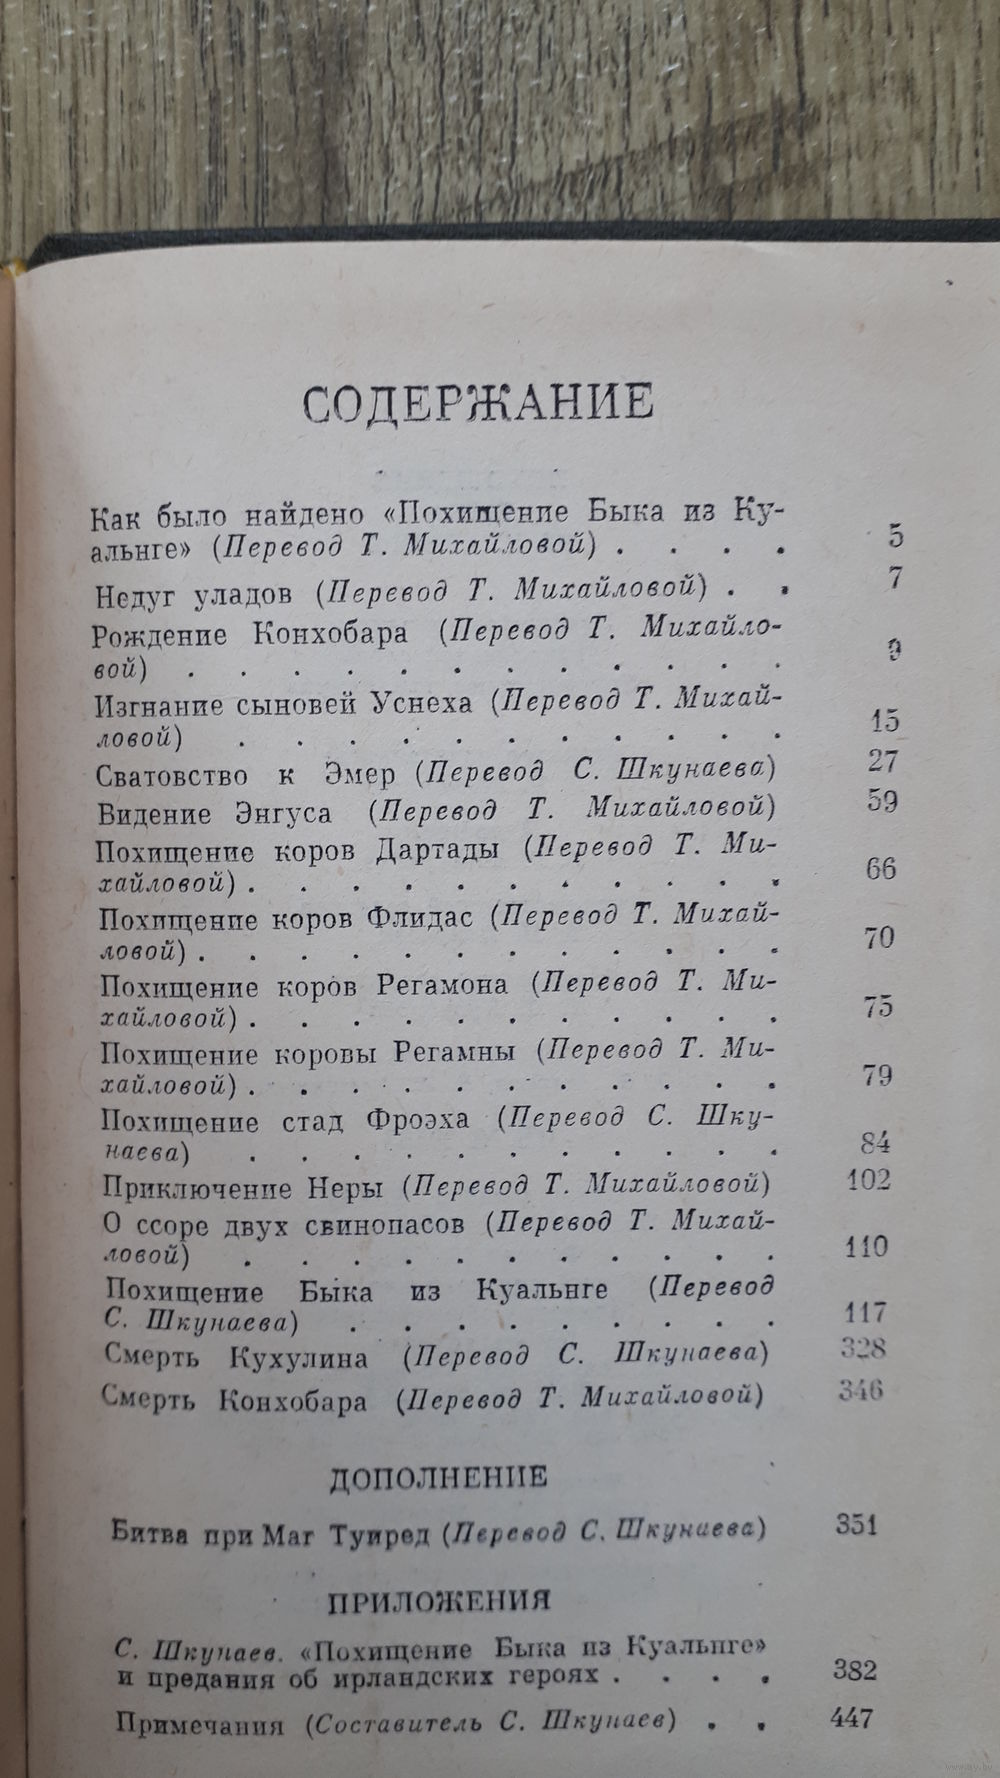 СОДЕРЖАНИЕ
Как было найдено «Похищение Быка из Ку-
альнге» (Перевод Т. Михайловой) . . . . 5
Недуг уладов (Перевод Т. Михайловой) . . 7
Рождение Конхобара (Перевод Т. Михайло-
вой) . . . . . . . . . . . . 9
Изгнание сыновей Уснеха (Перевод Т. Михай-
ловой) . . . . . . . . . . . 15
Сватовство к Эмер (Перевод С. Шкунаева) 27
Видение Энгуса (Перевод Т. Михайловой) 59
Похищение коров Дартады (Перевод Т. Ми-
хайловой) . . . . . . . . . . . 66
Похищение коров Флидас (Перевод Т. Михай-
ловой) . . . . . . . . . . . . 70
Похищение коров Регамона (Перевод Т. Ми-
хайловой) . . . . . . . . . . . 75
Похищение коровы Регамны (Перевод Т. Ми-
хайловой) . . . . . . . . . . . 79
Похищение стад Фроэха (Перевод С. Шку-
наева) . . . . . . . . . . . 84
Приключение Неры (Перевод Т. Михайловой) 102
О ссоре двух свинопасов (Перевод Т. Михай-
ловой) . . . . . . . . . . . 110
Похищение Быка из Куальнге (Перевод
С. Шкунаева) . . . . . . . . . 117
Смерть Кухулина (Перевод С. Шкунаева) 328
Смерть Конхобара (Перевод Т. Михайловой) 346
ДОПОЛНЕНИЕ
Битва при Маг Туиред (Перевод С. Шкунаева) 351
ПРИЛОЖЕНИЯ
С. Шкунаев. «Похищение Быка из Куальнге»
и предания об ирландских героях . . . . 382
Примечания (Составитель С. Шкунаев) . . 447